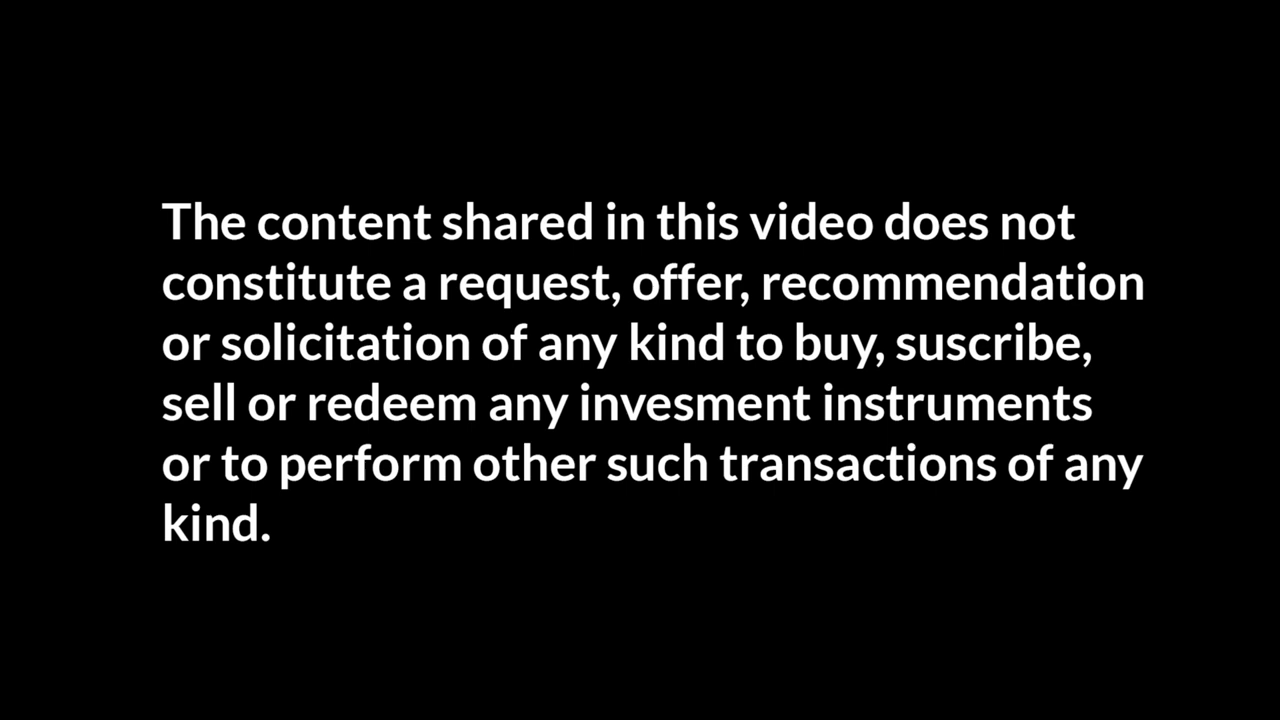 The content shared in this video does not
constitute a request, offer, recommendation
or solicitation of any kind to buy, suscribe,
sell or redeem any invesment instruments
or to perform other such transactions of any
kind.